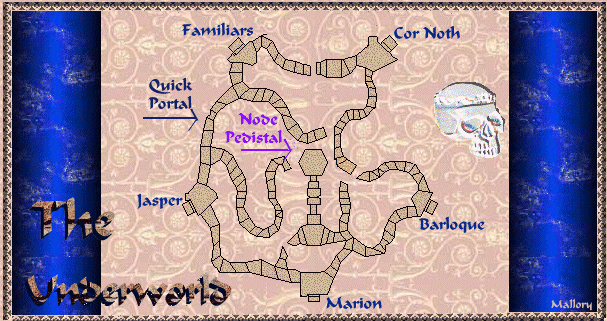 Familiars
Cor Noth
Quick
Portal
Node
Pedistal
Jasper
Barloque
The
Underworld
Marion
Mallory